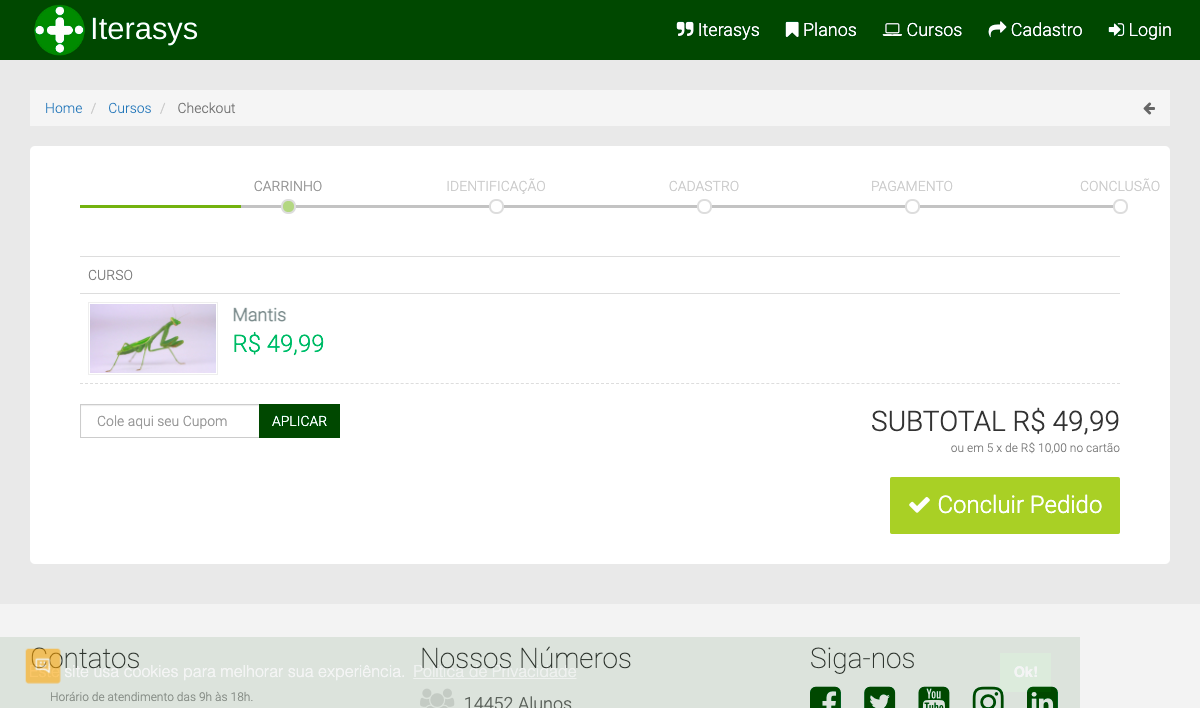 Iterasys
Iterasys Planos Cursos Cadastro Login
Home / Cursos / Checkout
CARRINHO IDENTIFICAÇÃO CADASTRO PAGAMENTO CONCLUSÃO
CURSO
Mantis
R$ 49,99
Cole aqui seu Cupom APLICAR
SUBTOTAL R$ 49,99
ou em 5 x de R$ 10,00 no cartão
Concluir Pedido
Contatos Nossos Números Siga-nos
site usa cookies para melhorar sua experiência. Política de Privacidade Ok!
Horário de atendimento das 9h às 18h.
14452 Alunos
You
Tube